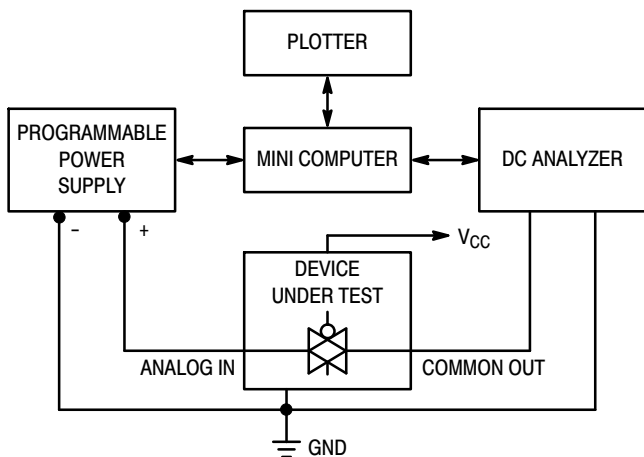 PLOTTER
PROGRAMMABLE
POWER
SUPPLY
MINI COMPUTER
DC ANALYZER
–
+
VCC
DEVICE
UNDER TEST
ANALOG IN
COMMON OUT
GND